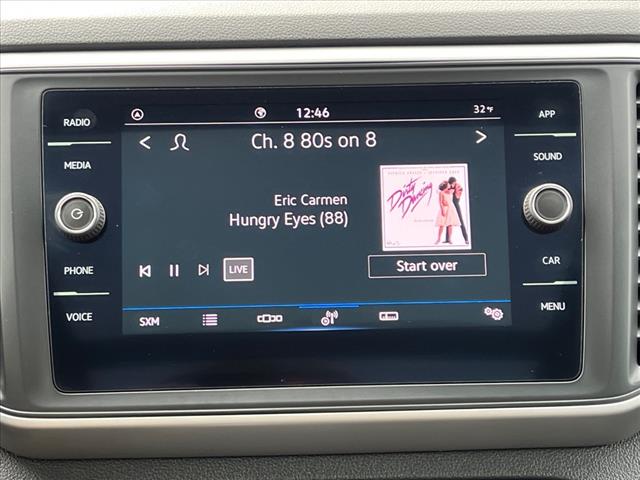 RADIO
MEDIA
PHONE
VOICE
12:46
32°F
Ch. 8 80s on 8
Eric Carmen
Hungry Eyes (88)
Dirty Dancing
LIVE
Start over
SXM
APP
SOUND
CAR
MENU